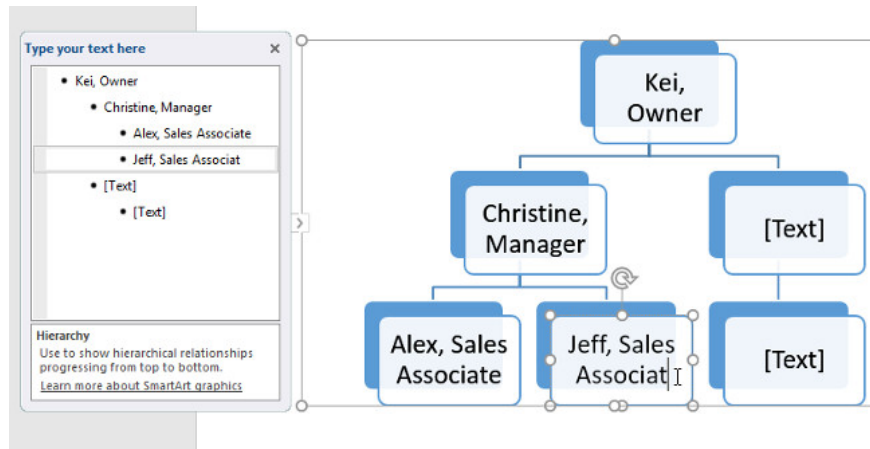 Type your text here
Kei, Owner
Christine, Manager
Alex, Sales Associate
Jeff, Sales Associat
[Text]
[Text]
Hierarchy
Use to show hierarchical relationships
progressing from top to bottom.
Learn more about SmartArt graphics
Kei,
Owner
Christine,
Manager
[Text]
Alex, Sales
Associate
Jeff, Sales
Associat
[Text]